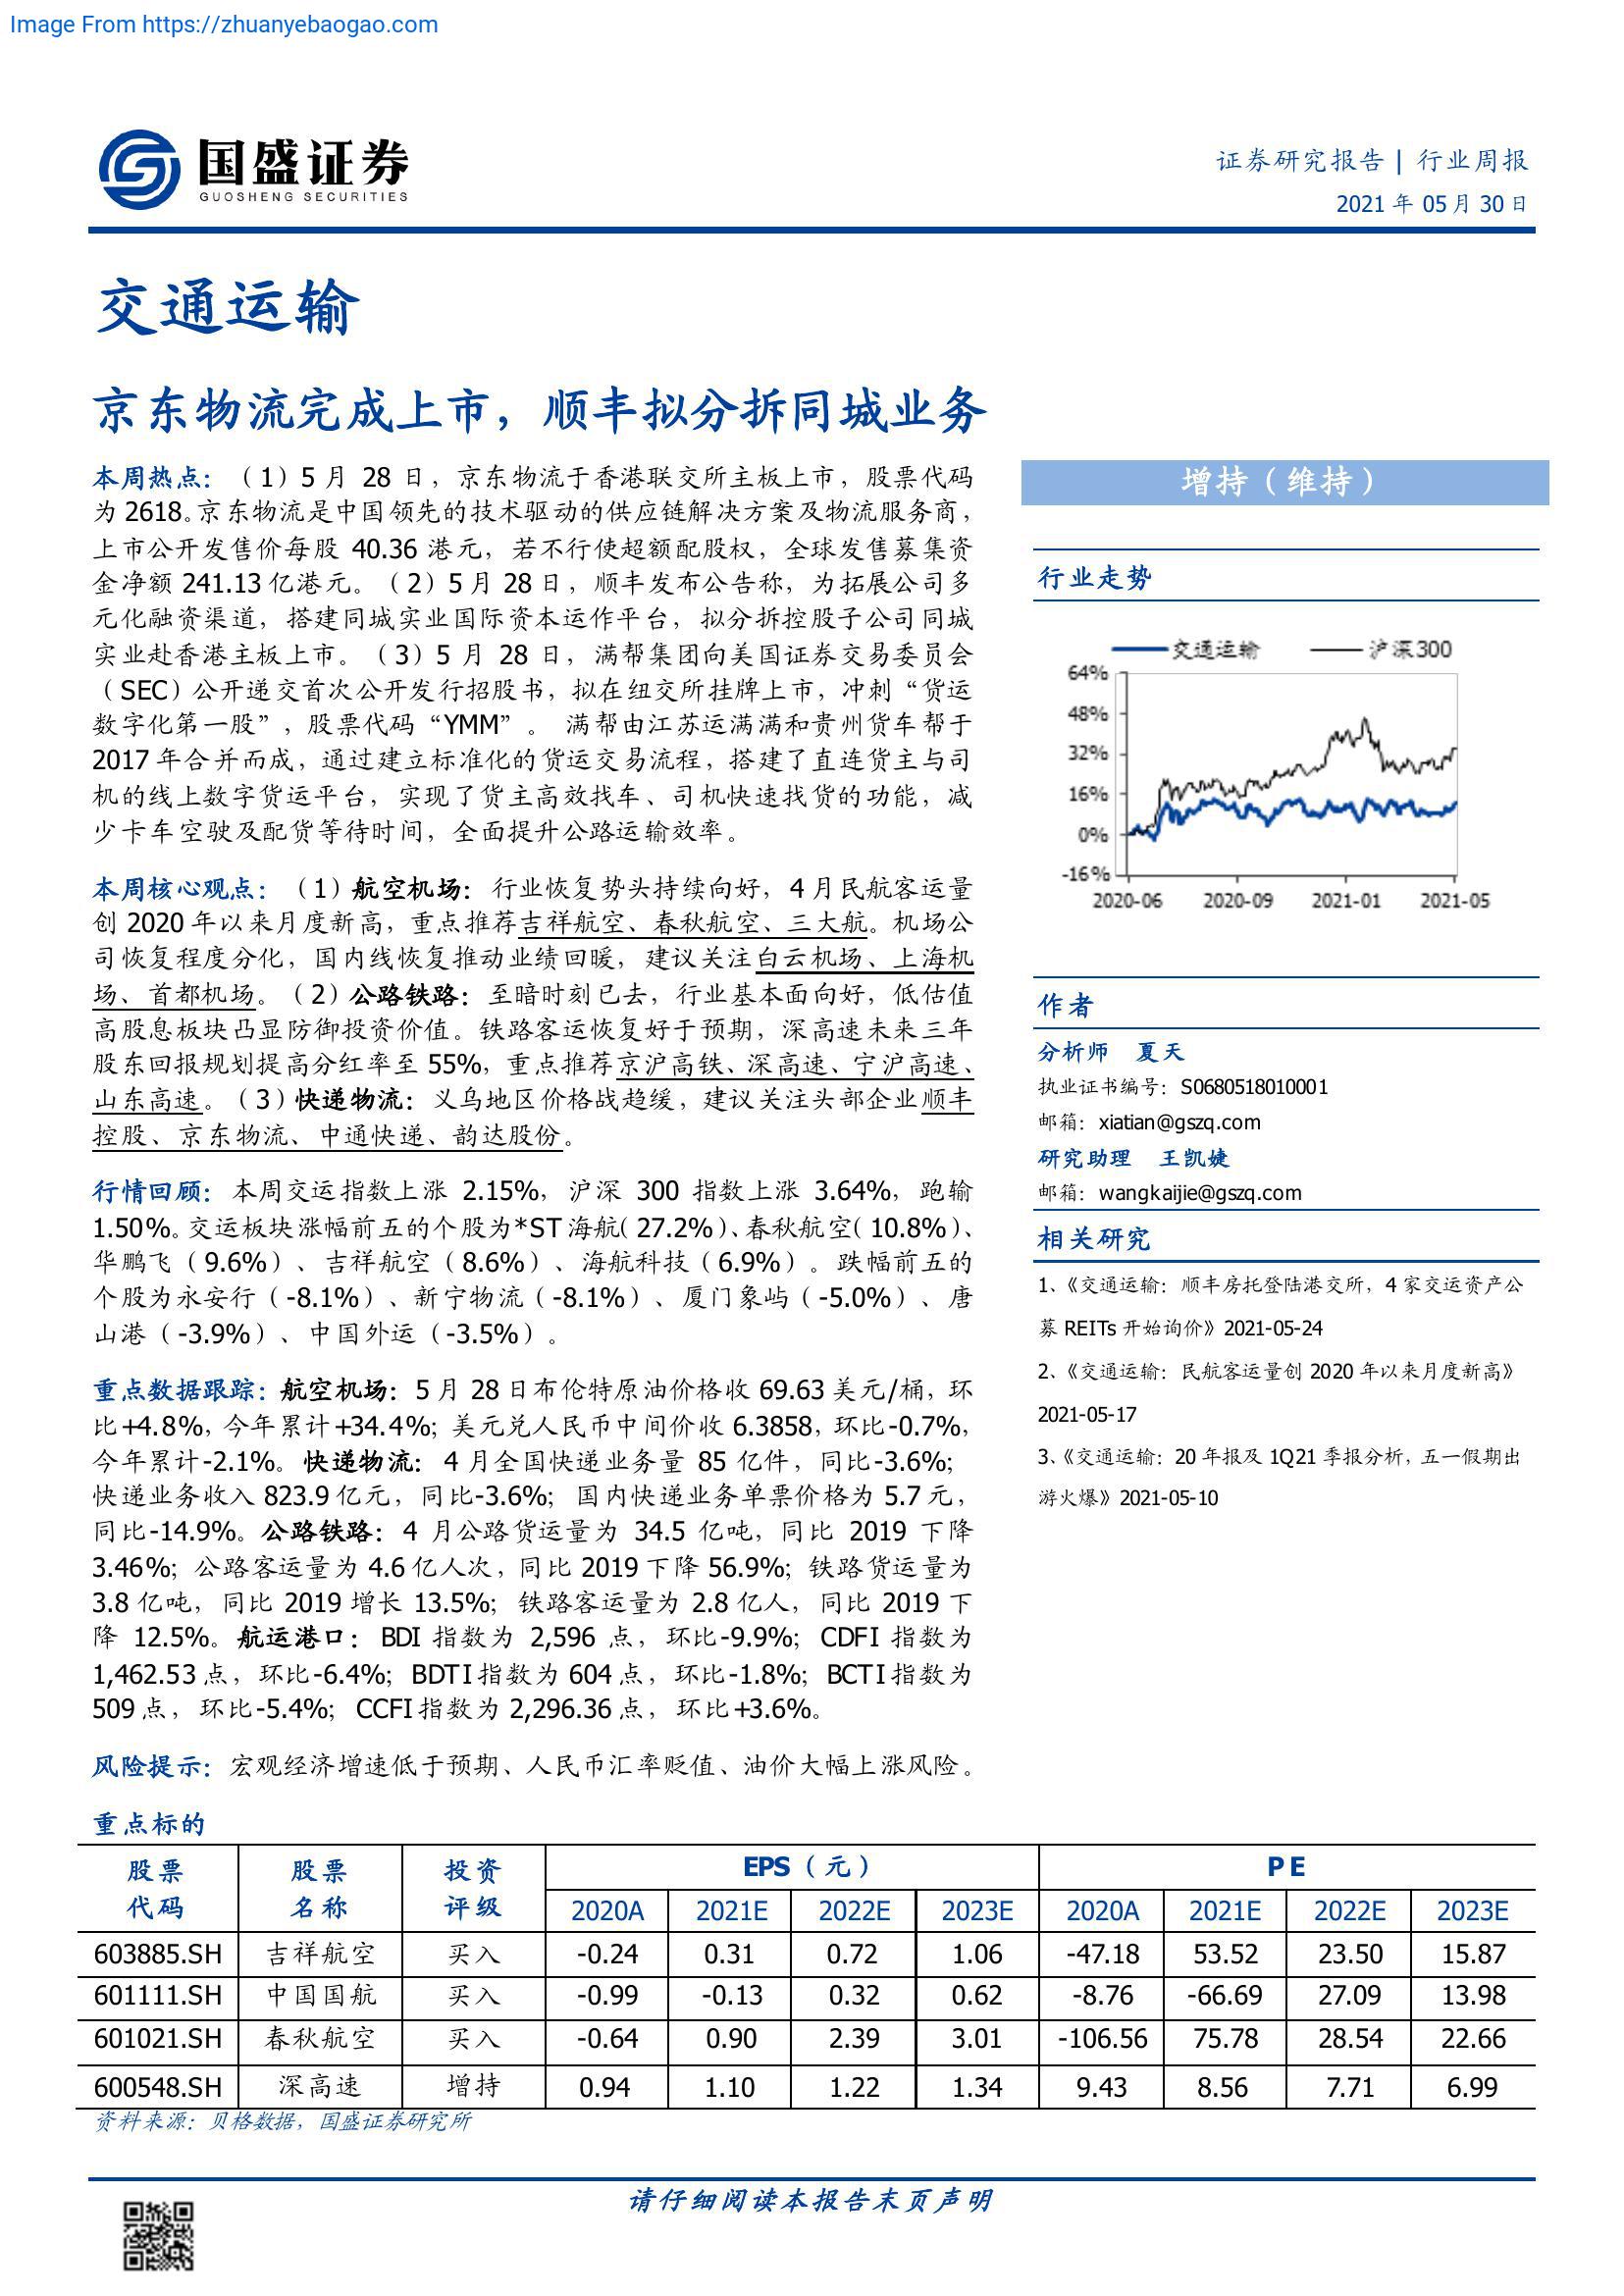 Image From https://zhuanyebaogao.com
国盛证券
GUOSHENG SECURITIES
证券研究报告 | 行业周报
2021 年 05 月 30 日
交通运输
京东物流完成上市，顺丰拟分拆同城业务
本周热点：（1）5 月 28 日，京东物流于香港联交所主板上市，股票代码
为 2618。京东物流是中国领先的技术驱动的供应链解决方案及物流服务商，
上市公开发售价每股 40.36 港元，若不行使超额配股权，全球发售募集资
金净额 241.13 亿港元。（2）5 月 28 日，顺丰发布公告称，为拓展公司多
元化融资渠道，搭建同城实业国际资本运作平台，拟分拆控股子公司同城
实业赴香港主板上市。（3）5 月 28 日，满帮集团向美国证券交易委员会
（SEC）公开递交首次公开发行招股书，拟在纽交所挂牌上市，冲刺“货运
数字化第一股”，股票代码“YMM”。 满帮由江苏运满满和贵州货车帮于
2017 年合并而成，通过建立标准化的货运交易流程，搭建了直连货主与司
机的线上数字货运平台，实现了货主高效找车、司机快速找货的功能，减
少卡车空驶及配货等待时间，全面提升公路运输效率。
本周核心观点：（1）航空机场：行业恢复势头持续向好，4 月民航客运量
创 2020 年以来月度新高，重点推荐吉祥航空、春秋航空、三大航。机场公
司恢复程度分化，国内线恢复推动业绩回暖，建议关注白云机场、上海机
场、首都机场。（2）公路铁路：至暗时刻已去，行业基本面向好，低估值
高股息板块凸显防御投资价值。铁路客运恢复好于预期，深高速未来三年
股东回报规划提高分红率至 55%，重点推荐京沪高铁、深高速、宁沪高速、
山东高速。（3）快递物流：义乌地区价格战趋缓，建议关注头部企业顺丰
控股、京东物流、中通快递、韵达股份。
行情回顾：本周交运指数上涨 2.15%，沪深 300 指数上涨 3.64%，跑输
1.50%。交运板块涨幅前五的个股为*ST 海航（27.2%）、春秋航空（10.8%）、
华鹏飞（9.6%）、吉祥航空（8.6%）、海航科技（6.9%）。跌幅前五的
个股为永安行（-8.1%）、新宁物流（-8.1%）、厦门象屿（-5.0%）、唐
山港（-3.9%）、中国外运（-3.5%）。
重点数据跟踪：航空机场：5 月 28 日布伦特原油价格收 69.63 美元/桶，环
比+4.8%，今年累计+34.4%；美元兑人民币中间价收 6.3858，环比-0.7%，
今年累计-2.1%。快递物流：4 月全国快递业务量 85 亿件，同比-3.6%；
快递业务收入 823.9 亿元，同比-3.6%；国内快递业务单票价格为 5.7 元，
同比-14.9%。公路铁路：4 月公路货运量为 34.5 亿吨，同比 2019 下降
3.46%；公路客运量为 4.6 亿人次，同比 2019 下降 56.9%；铁路货运量为
3.8 亿吨，同比 2019 增长 13.5%；铁路客运量为 2.8 亿人，同比 2019 下
降 12.5%。航运港口：BDI 指数为 2,596 点，环比-9.9%；CDFI 指数为
1,462.53 点，环比-6.4%；BDTI 指数为 604 点，环比-1.8%；BCTI 指数为
509 点，环比-5.4%；CCFI 指数为 2,296.36 点，环比+3.6%。
风险提示：宏观经济增速低于预期、人民币汇率贬值、油价大幅上涨风险。
增持（维持）
行业走势
交通运输 沪深300
64%
48%
32%
16%
0%
-16%
2020-06 2020-09 2021-01 2021-05
作者
分析师 夏天
执业证书编号：S0680518010001
邮箱：xiatian@gszq.com
研究助理 王凯婕
邮箱：wangkaijie@gszq.com
相关研究
1、《交通运输：顺丰房托登陆港交所，4 家交运资产公
募 REITs 开始询价》2021-05-24
2、《交通运输：民航客运量创 2020 年以来月度新高》
2021-05-17
3、《交通运输：20 年报及 1Q21 季报分析，五一假期出
游火爆》2021-05-10
重点标的
股票 股票 投资 EPS（元） P E
代码 名称 评级 2020A 2021E 2022E 2023E 2020A 2021E 2022E 2023E
603885.SH 吉祥航空 买入 -0.24 0.31 0.72 1.06 -47.18 53.52 23.50 15.87
601111.SH 中国国航 买入 -0.99 -0.13 0.32 0.62 -8.76 -66.69 27.09 13.98
601021.SH 春秋航空 买入 -0.64 0.90 2.39 3.01 -106.56 75.78 28.54 22.66
600548.SH 深高速 增持 0.94 1.10 1.22 1.34 9.43 8.56 7.71 6.99
资料来源：贝格数据，国盛证券研究所
请仔细阅读本报告末页声明